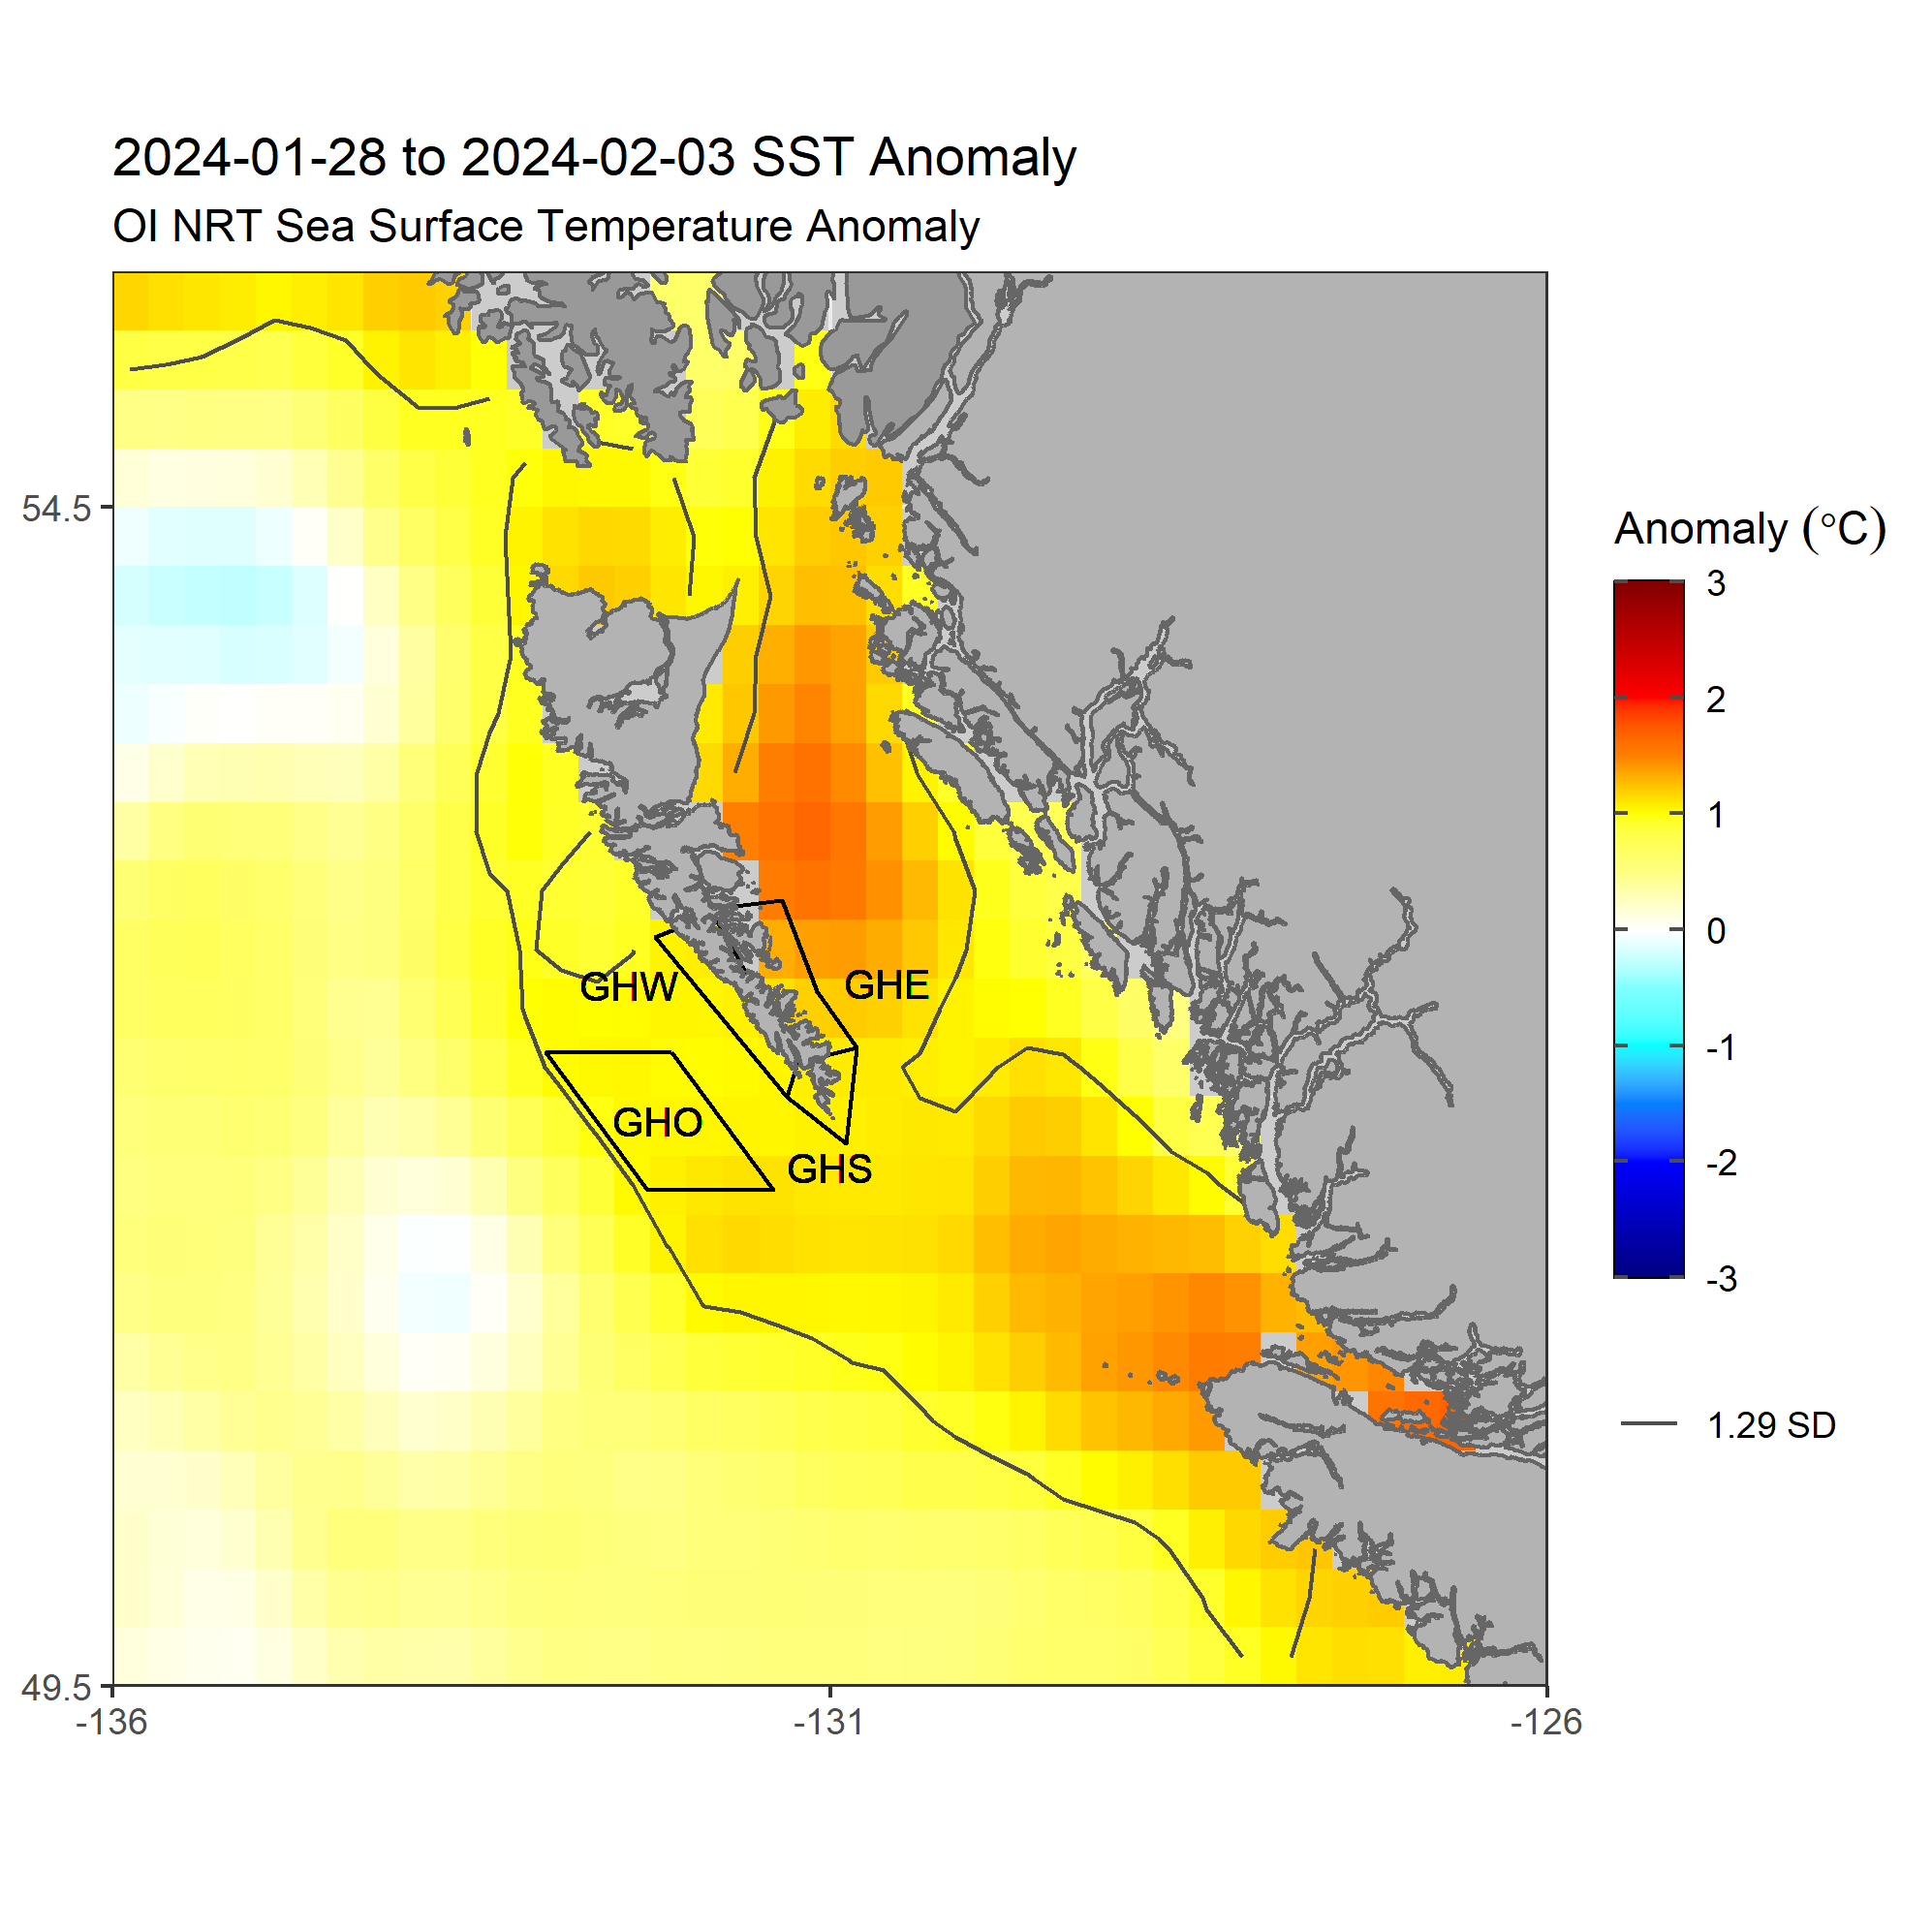 2024-01-28 to 2024-02-03 SST Anomaly
OI NRT Sea Surface Temperature Anomaly
54.5
49.5
-136
-131
-126
GHW
GHE
GHO
GHS
Anomaly (°C)
3
2
1
0
-1
-2
-3
1.29 SD